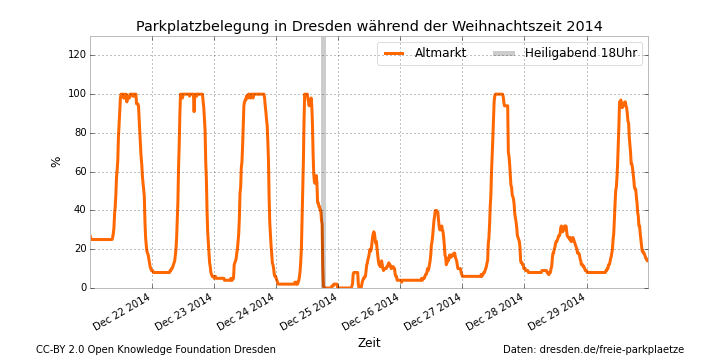 Parkplatzbelegung in Dresden während der Weihnachtszeit 2014
Altmarkt
Heiligabend 18Uhr
%
120
100
80
60
40
20
0
Dec 22 2014
Dec 23 2014
Dec 24 2014
Dec 25 2014
Dec 26 2014
Dec 27 2014
Dec 28 2014
Dec 29 2014
Zeit
CC-BY 2.0 Open Knowledge Foundation Dresden
Daten: dresden.de/freie-parkplaetze